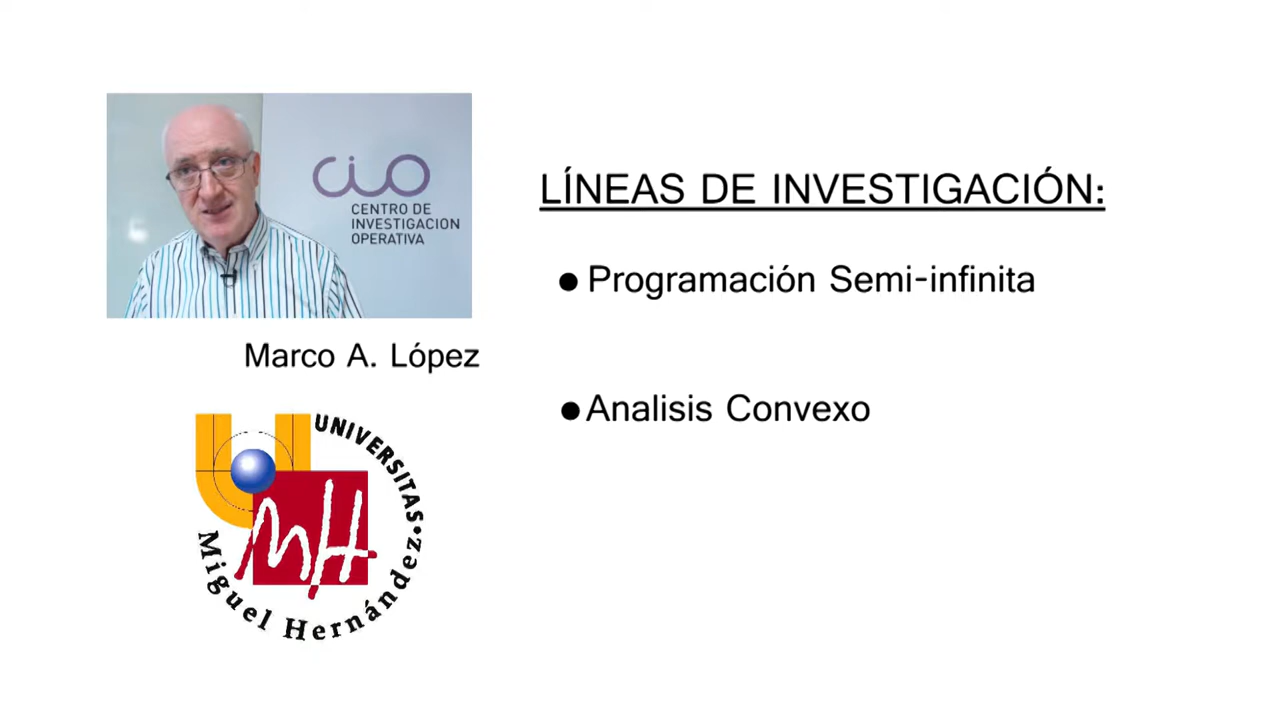 cio
CENTRO DE
INVESTIGACION
OPERATIVA
Marco A. López
UNIVERSITAS
Miguel Hernández
MH
LÍNEAS DE INVESTIGACIÓN:
● Programación Semi-infinita
● Analisis Convexo